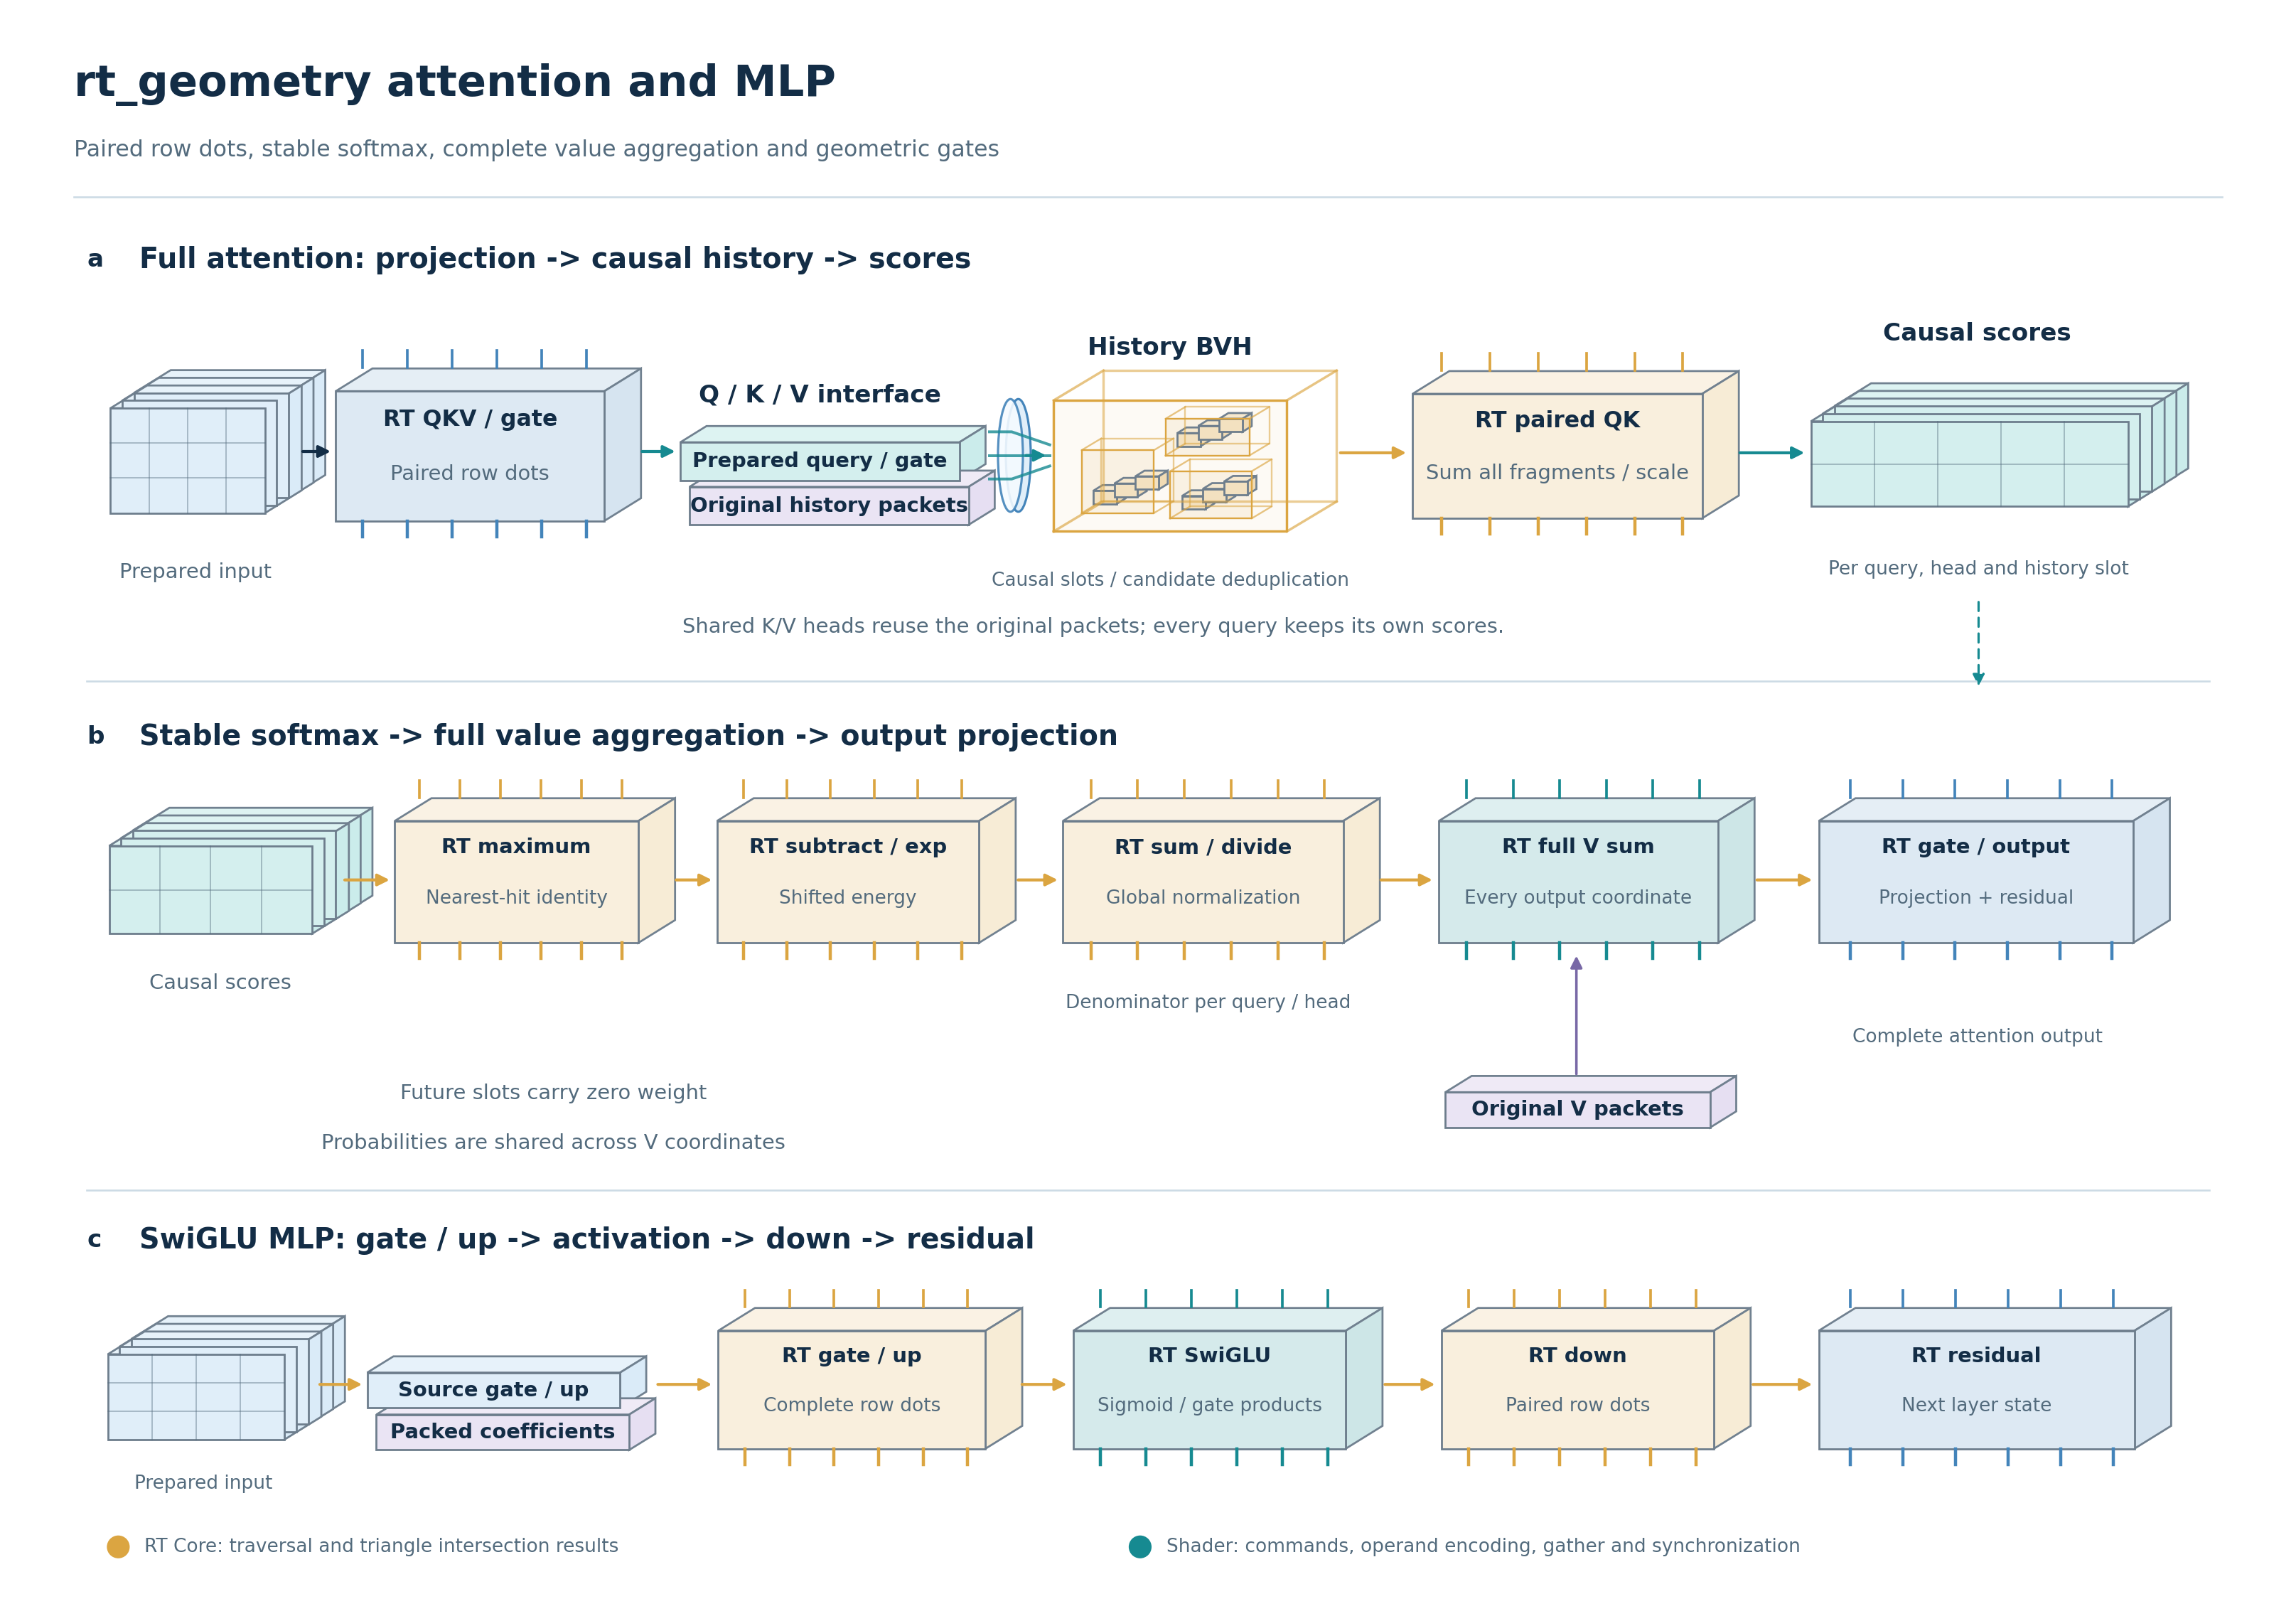 rt_geometry attention and MLP
Paired row dots, stable softmax, complete value aggregation and geometric gates
a Full attention: projection -> causal history -> scores
Prepared input
RT QKV / gate
Paired row dots
Q / K / V interface
Prepared query / gate
Original history packets
History BVH
Causal slots / candidate deduplication
RT paired QK
Sum all fragments / scale
Causal scores
Per query, head and history slot
Shared K/V heads reuse the original packets; every query keeps its own scores.
b Stable softmax -> full value aggregation -> output projection
Causal scores
RT maximum
Nearest-hit identity
RT subtract / exp
Shifted energy
RT sum / divide
Global normalization
Denominator per query / head
RT full V sum
Every output coordinate
Original V packets
RT gate / output
Projection + residual
Complete attention output
Future slots carry zero weight
Probabilities are shared across V coordinates
c SwiGLU MLP: gate / up -> activation -> down -> residual
Prepared input
Source gate / up
Packed coefficients
RT gate / up
Complete row dots
RT SwiGLU
Sigmoid / gate products
RT down
Paired row dots
RT residual
Next layer state
RT Core: traversal and triangle intersection results
Shader: commands, operand encoding, gather and synchronization